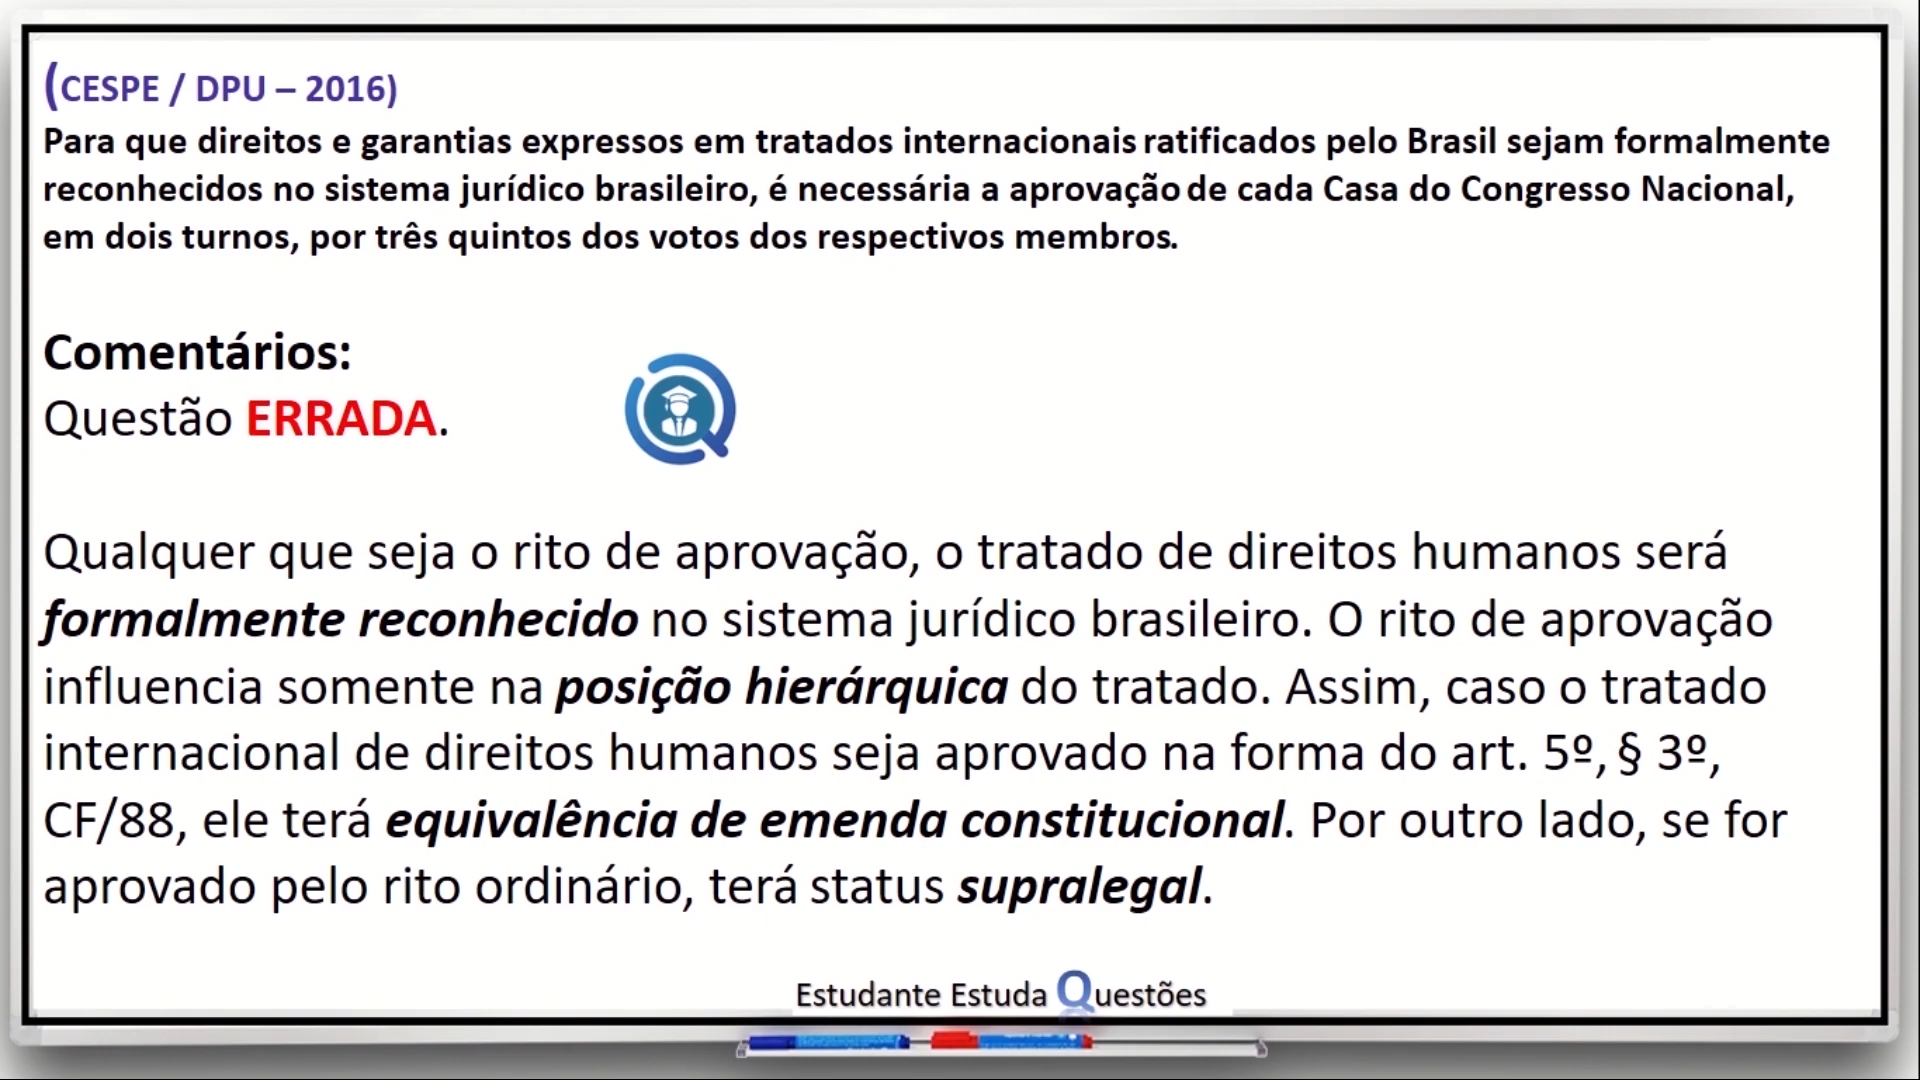 (CESPE / DPU – 2016)
Para que direitos e garantias expressos em tratados internacionais ratificados pelo Brasil sejam formalmente
reconhecidos no sistema jurídico brasileiro, é necessária a aprovação de cada Casa do Congresso Nacional,
em dois turnos, por três quintos dos votos dos respectivos membros.
Comentários:
Questão ERRADA.
Qualquer que seja o rito de aprovação, o tratado de direitos humanos será
formalmente reconhecido no sistema jurídico brasileiro. O rito de aprovação
influencia somente na posição hierárquica do tratado. Assim, caso o tratado
internacional de direitos humanos seja aprovado na forma do art. 5º, § 3º,
CF/88, ele terá equivalência de emenda constitucional. Por outro lado, se for
aprovado pelo rito ordinário, terá status supralegal.
Estudante Estuda Questões